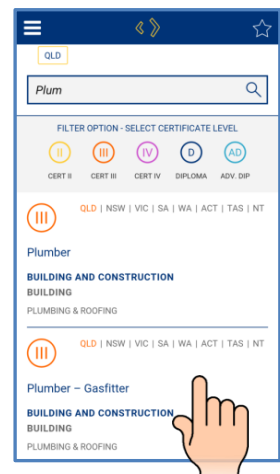 QLD
Plum
FILTER OPTION - SELECT CERTIFICATE LEVEL
II III IV D AD
CERT II CERT III CERT IV DIPLOMA ADV. DIP
III
QLD | NSW | VIC | SA | WA | ACT | TAS | NT
Plumber
BUILDING AND CONSTRUCTION
BUILDING
PLUMBING & ROOFING
III
QLD | NSW | VIC | SA | WA | ACT | TAS | NT
Plumber – Gasfitter
BUILDING AND CONSTRUCTION
BUILDING
PLUMBING & ROOFING